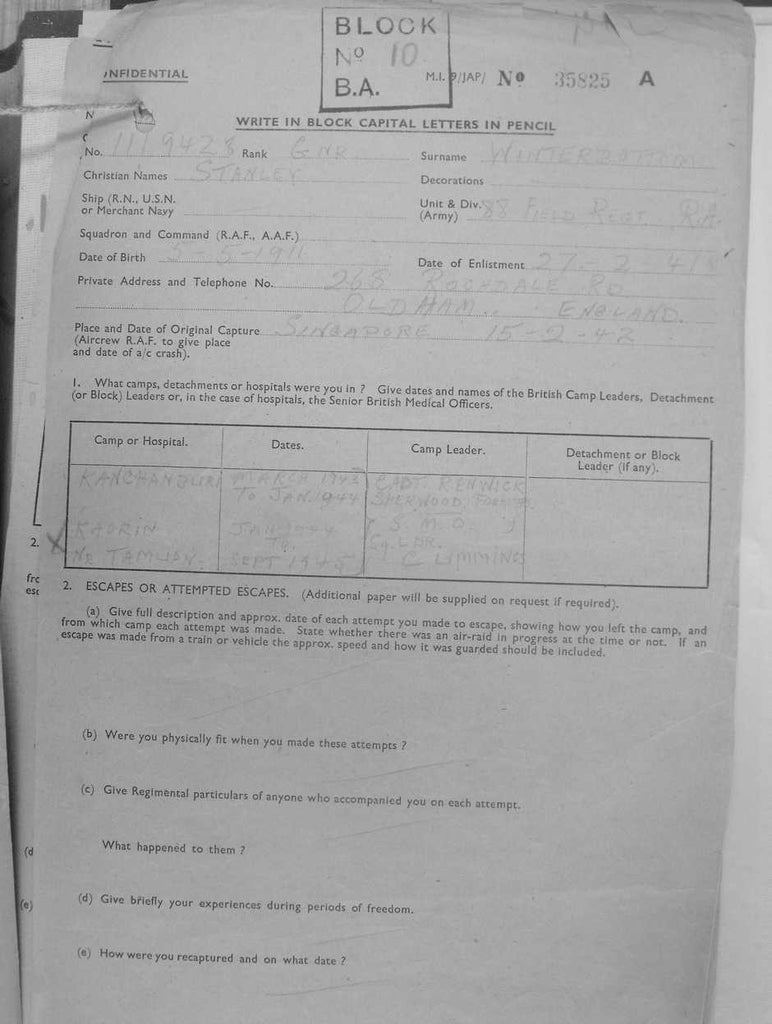 BLOCK
No 10
B.A.
NFIDENTIAL
M.I. 9/JAP/ No 35825 A
N
WRITE IN BLOCK CAPITAL LETTERS IN PENCIL
No. 1119428 Rank GNR Surname WINTERBOTTOM
Christian Names STANLEY Decorations
Ship (R.N., U.S.N. or Merchant Navy
Unit & Div. (Army) 88 FIELD REGT. R.A.
Squadron and Command (R.A.F., A.A.F.)
Date of Birth 3-5-1911 Date of Enlistment 27-2-41
Private Address and Telephone No. 268 ROCHDALE RD
OLDHAM.. ENGLAND.
Place and Date of Original Capture SINGAPORE 15-2-42
(Aircrew R.A.F. to give place
and date of a/c crash).
1. What camps, detachments or hospitals were you in ? Give dates and names of the British Camp Leaders, Detachment
(or Block) Leaders or, in the case of hospitals, the Senior British Medical Officers.
Camp or Hospital. Dates. Camp Leader. Detachment or Block
Leader (If any).
KANCHANBURI MARCH 1943 CAPT. RENWICK
TO JAN. 1944 SHERWOOD
JAN. 1944 S.M.O.
2. TO
NR TAMUAN. SEPT 1945 CUMMING
frc
esc
2. ESCAPES OR ATTEMPTED ESCAPES. (Additional paper will be supplied on request if required).
(a) Give full description and approx. date of each attempt you made to escape, showing how you left the camp, and
from which camp each attempt was made. State whether there was an air-raid in progress at the time or not. If an
escape was made from a train or vehicle the approx. speed and how it was guarded should be included.
(b) Were you physically fit when you made these attempts ?
(c) Give Regimental particulars of anyone who accompanied you on each attempt.
(d
What happened to them ?
(e)
(d) Give briefly your experiences during periods of freedom.
(e) How were you recaptured and on what date ?